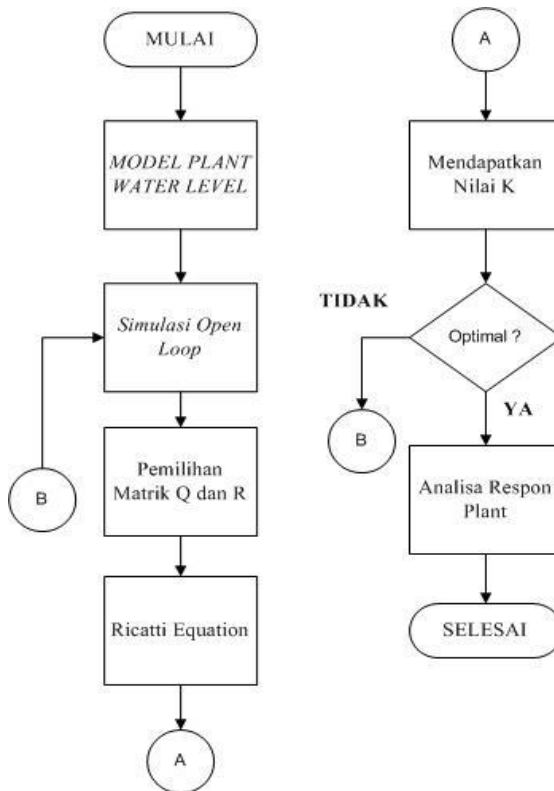 MULAI
MODEL PLANT
WATER LEVEL
Simulasi Open
Loop
B
Pemilihan
Matrik Q dan R
Ricatti Equation
A
A
Mendapatkan
Nilai K
TIDAK
Optimal ?
B
YA
Analisa Respon
Plant
SELESAI